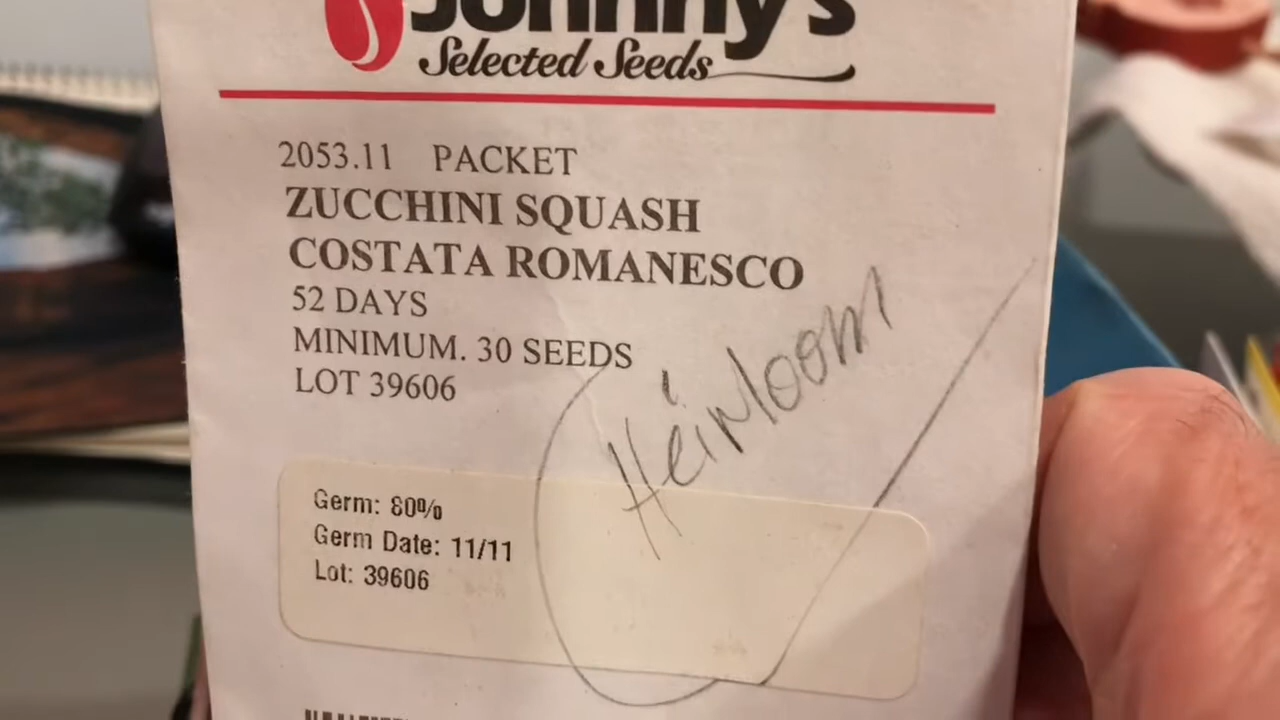 Johnny's
Selected Seeds
2053.11 PACKET
ZUCCHINI SQUASH
COSTATA ROMANESCO
52 DAYS
MINIMUM. 30 SEEDS
LOT 39606
Heirloom
Germ: 80%
Germ Date: 11/11
Lot: 39606